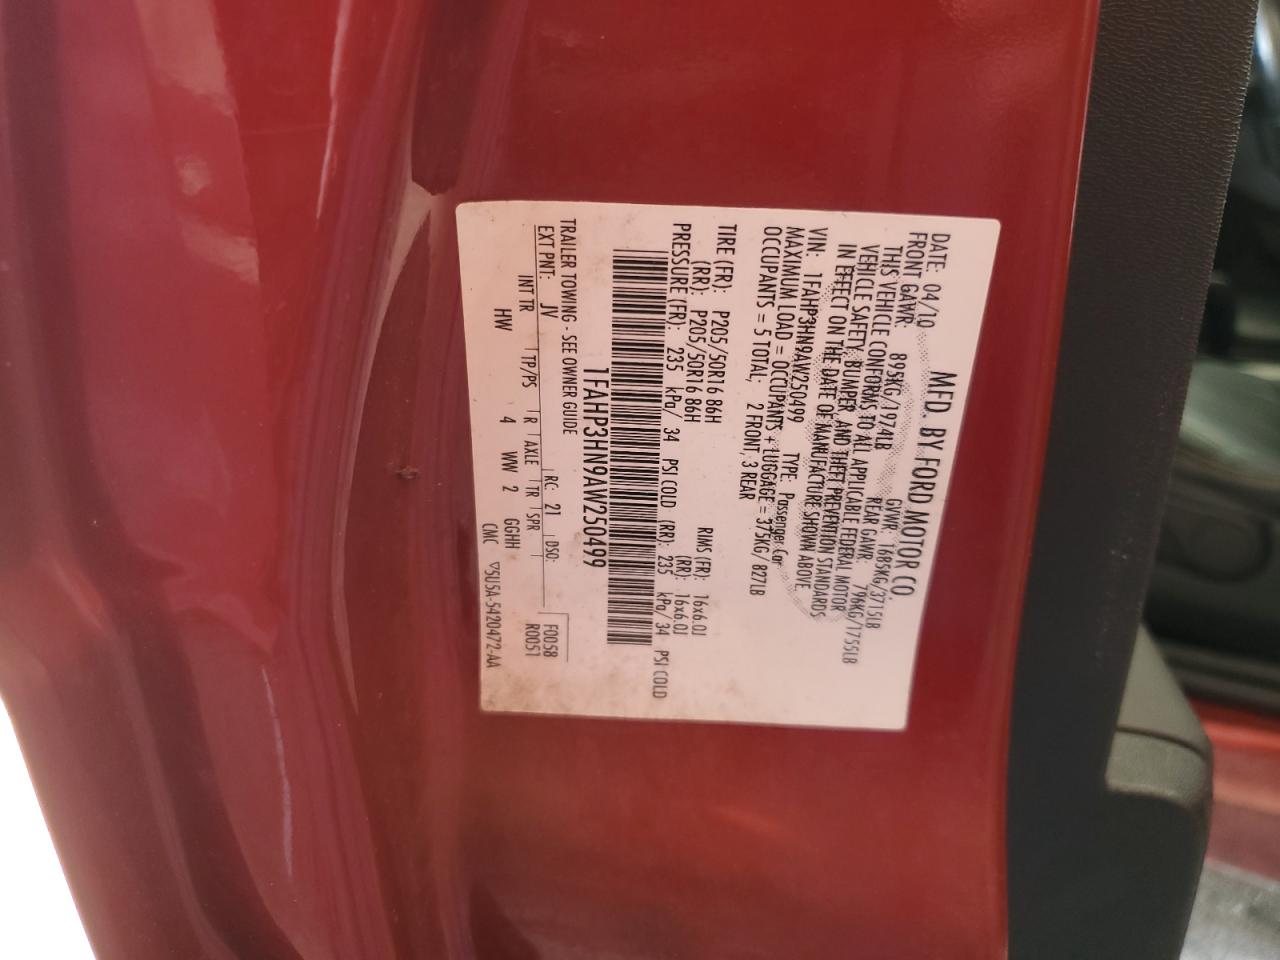 MFD. BY FORD MOTOR CO.
DATE: 04/10 GVWR: 1685KG/3715LB
FRONT GAWR: 895KG/1974LB REAR GAWR: 796KG/1755LB
THIS VEHICLE CONFORMS TO ALL APPLICABLE FEDERAL MOTOR
VEHICLE SAFETY, BUMPER, AND THEFT PREVENTION STANDARDS
IN EFFECT ON THE DATE OF MANUFACTURE SHOWN ABOVE.
VIN: 1FAHP3HN9AW250499 TYPE: Passenger Car
MAXIMUM LOAD = OCCUPANTS + LUGGAGE = 375KG/ 827LB
OCCUPANTS = 5 TOTAL; 2 FRONT, 3 REAR
TIRE (FR): P205/50R16 86H RIMS (FR): 16x6.0J
(RR): P205/50R16 86H (RR): 16x6.0J
PRESSURE (FR): 235 kPa/ 34 PSI COLD (RR): 235 kPa/ 34 PSI COLD
1FAHP3HN9AW250499
TRAILER TOWING - SEE OWNER GUIDE F0058
EXT PNT: JV RC: 21 DSO: R0051
INT TR TP/PS R AXLE TR SPR
HW 4 WW 2 GGHH
CMC ▽5U5A-5420472-AA